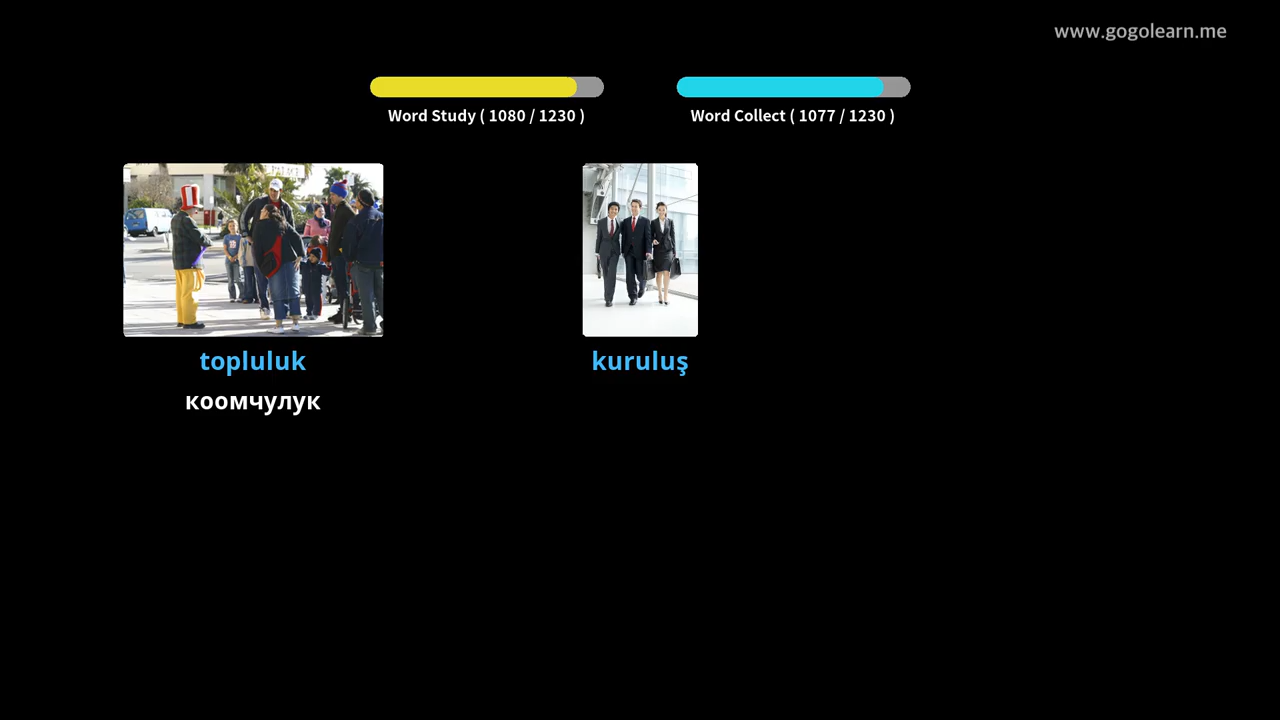 www.gogolearn.me
Word Study ( 1080 / 1230 )
Word Collect ( 1077 / 1230 )
topluluk
коомчулук
kuruluş